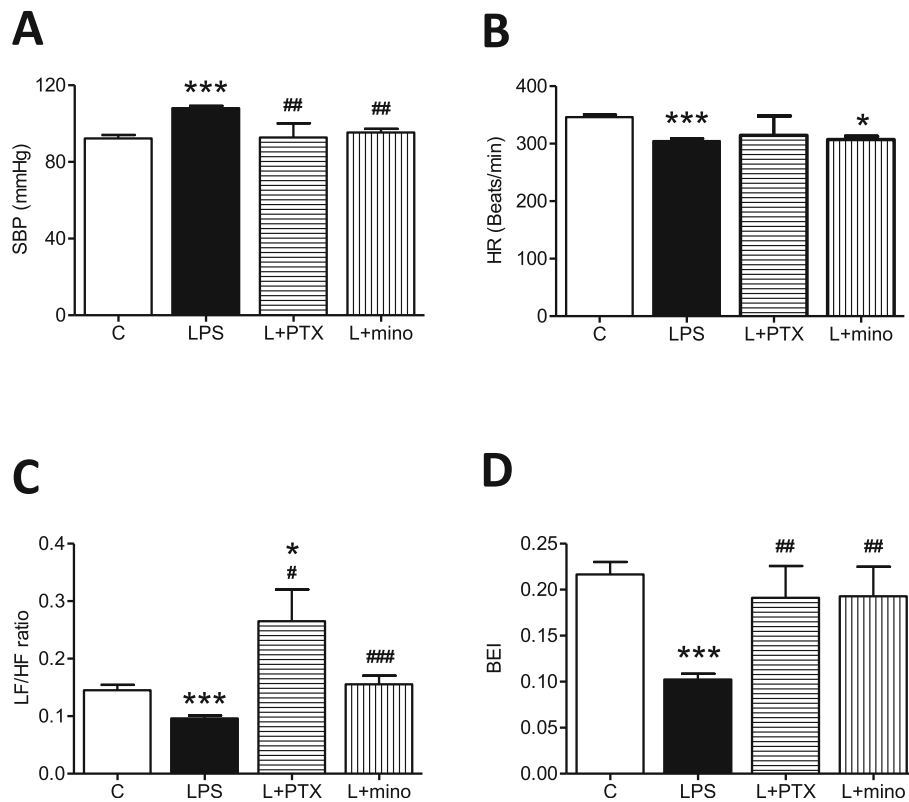 A
SBP (mmHg)
120
80
40
0
***
##
##
C LPS L+PTX L+mino
B
HR (Beats/min)
400
300
200
100
0
***
*
C LPS L+PTX L+mino
C
LF/HF ratio
0.4
0.3
0.2
0.1
0.0
***
*
#
###
C LPS L+PTX L+mino
D
BEI
0.25
0.20
0.15
0.10
0.05
0.00
***
##
##
C LPS L+PTX L+mino